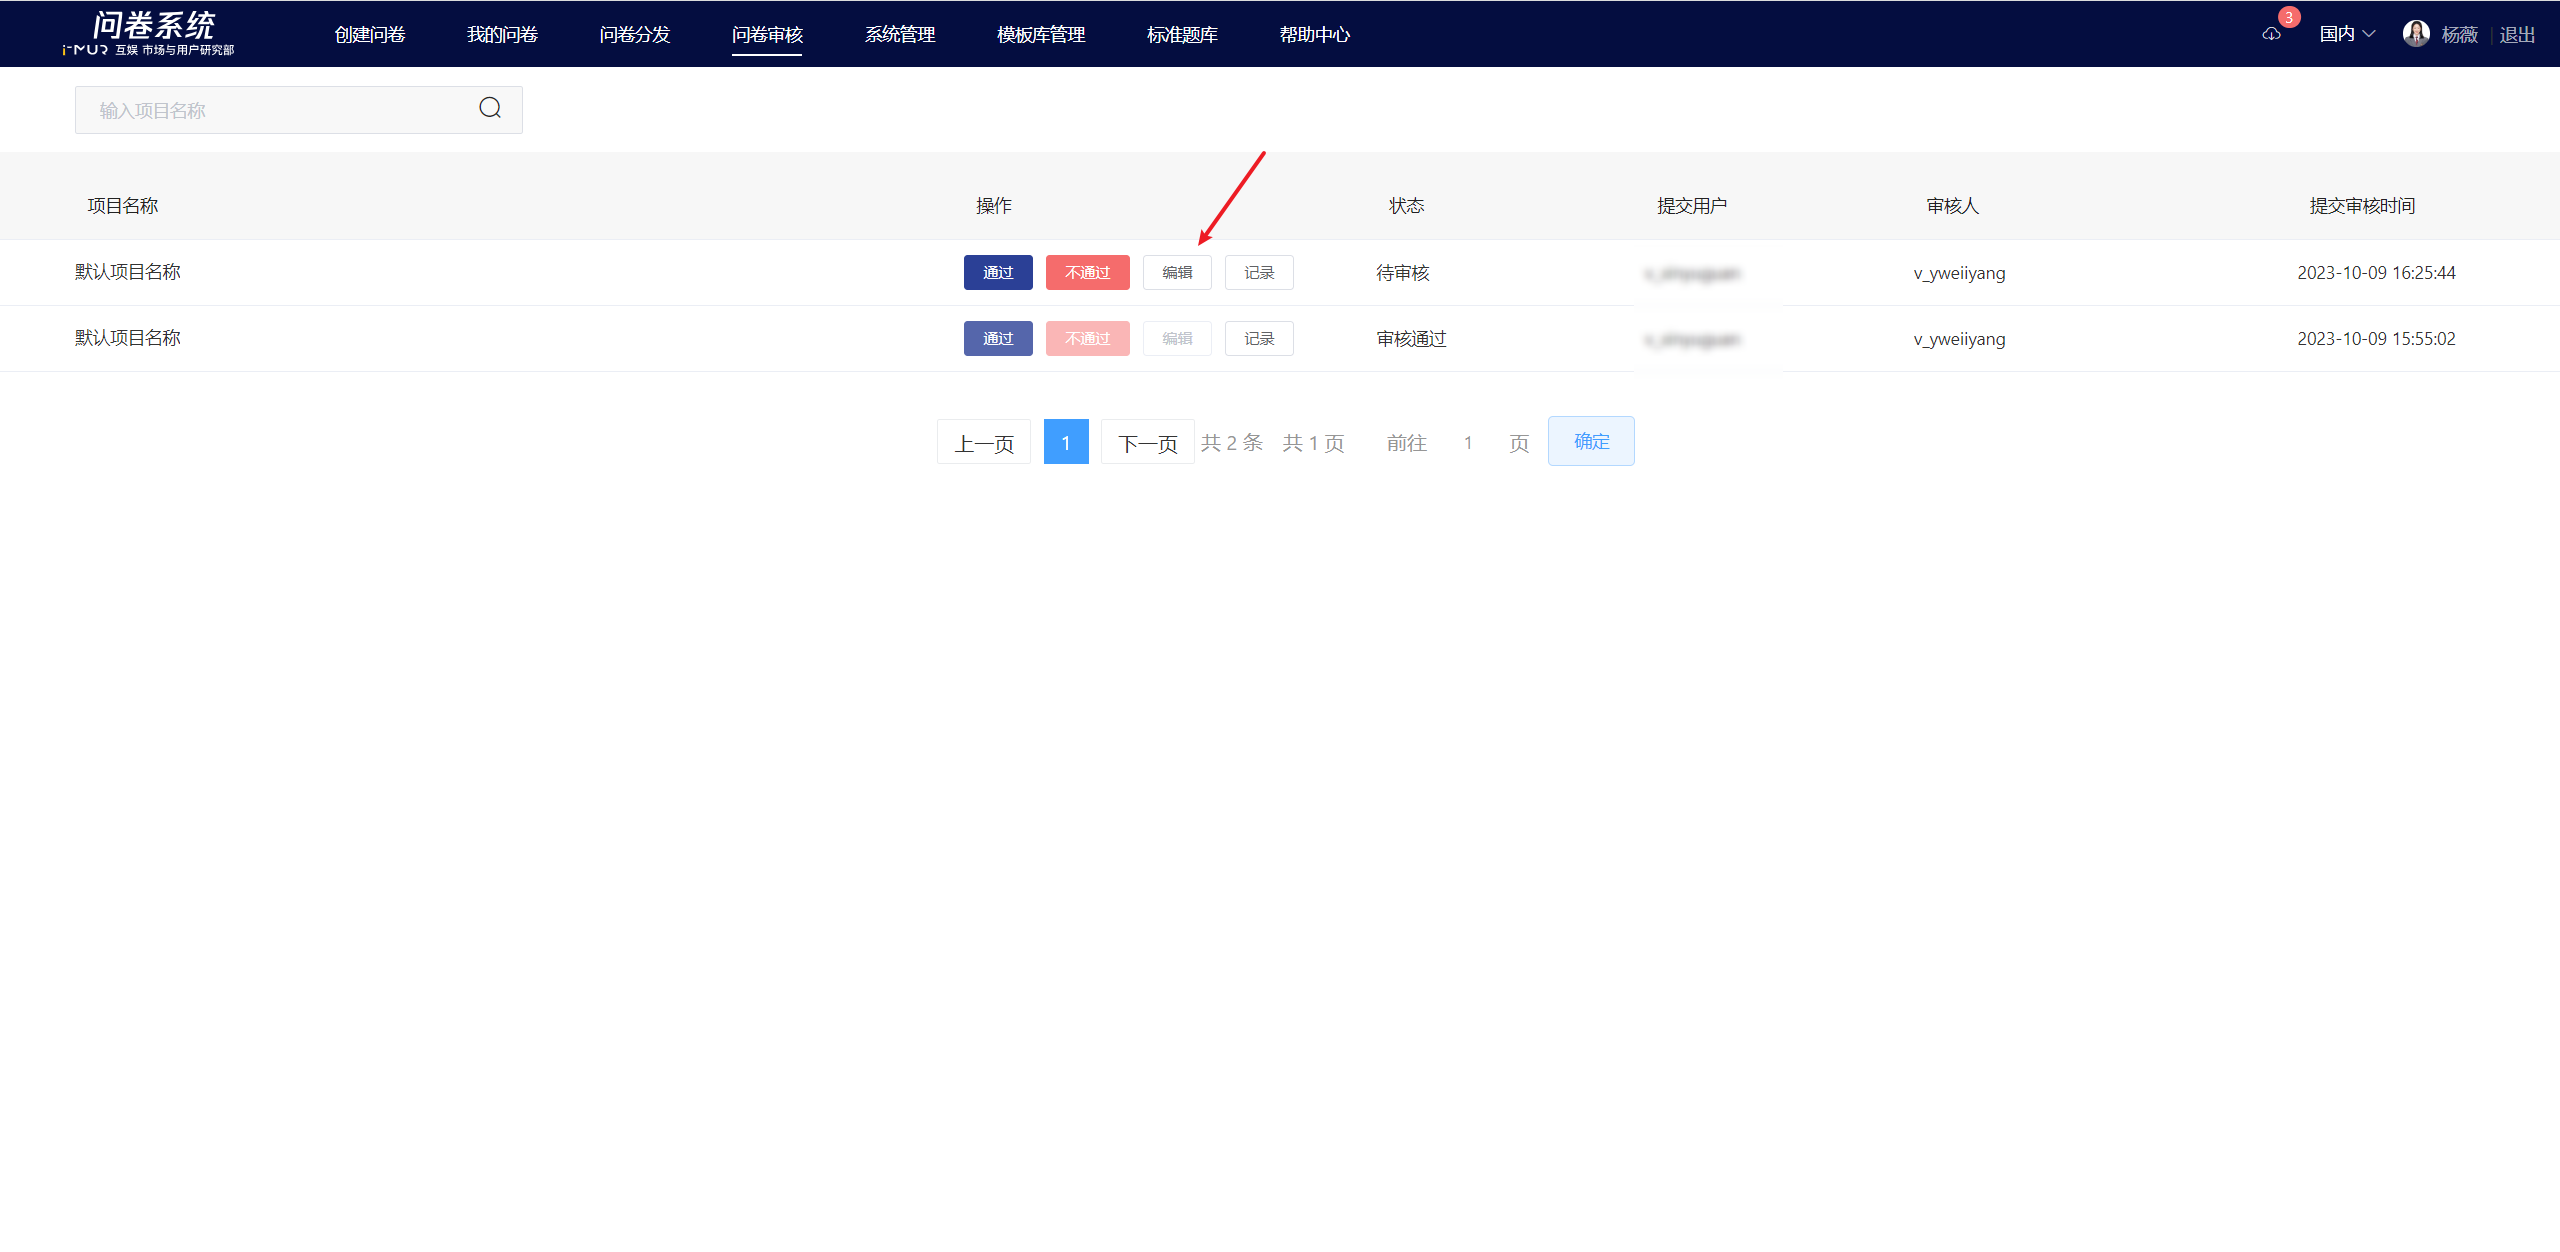 问卷系统
i-MUR 互娱 市场与用户研究部
创建问卷 我的问卷 问卷分发 问卷审核 系统管理 模板库管理 标准题库 帮助中心 3 国内 杨薇 退出
输入项目名称
项目名称 操作 状态 提交用户 审核人 提交审核时间
默认项目名称 通过 不通过 编辑 记录 待审核 v_yweiiyang 2023-10-09 16:25:44
默认项目名称 通过 不通过 编辑 记录 审核通过 v_yweiiyang 2023-10-09 15:55:02
上一页 1 下一页 共 2 条 共 1 页 前往 1 页 确定